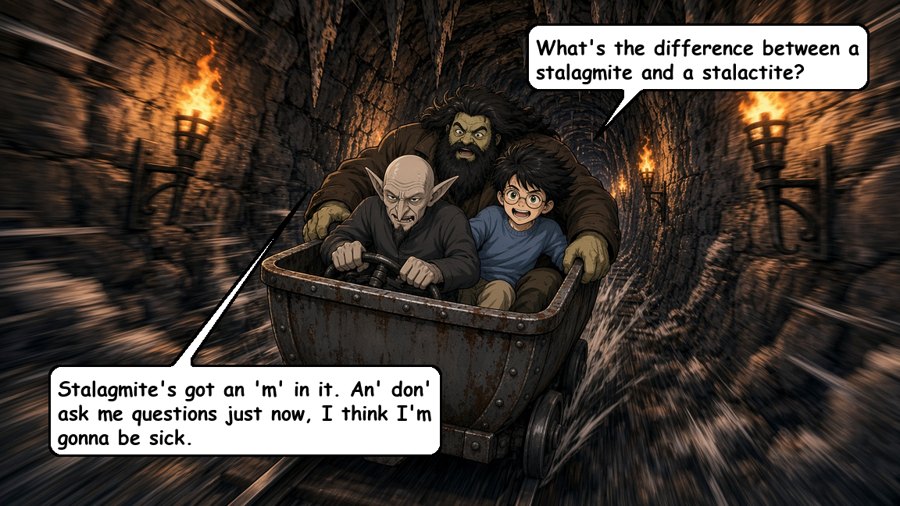 What's the difference between a
stalagmite and a stalactite?
Stalagmite's got an 'm' in it. An' don'
ask me questions just now, I think I'm
gonna be sick.